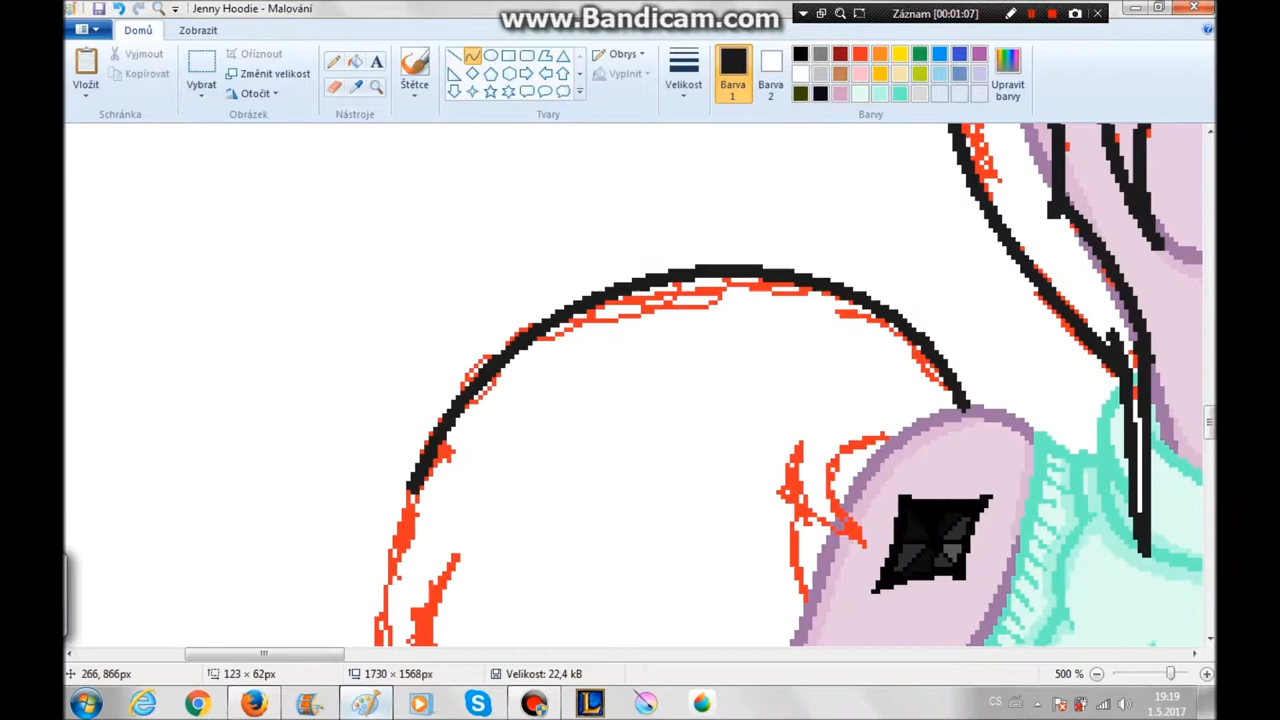 www.Bandicam.com
Jenny Hoodie - Malování
Záznam [00:01:07]
Domů
Zobrazit
Vložit
Vyjmout
Kopírovat
Schránka
Vybrat
Oříznout
Změnit velikost
Otočit
Obrázek
A
Nástroje
Štětce
Obrys
Vyplnit
Tvary
Velikost
Barva
1
Barva
2
Upravit
barvy
Barvy
266, 866px
123 × 62px
1730 × 1568px
Velikost: 22,4 kB
500 %
CS
19:19
1.5.2017